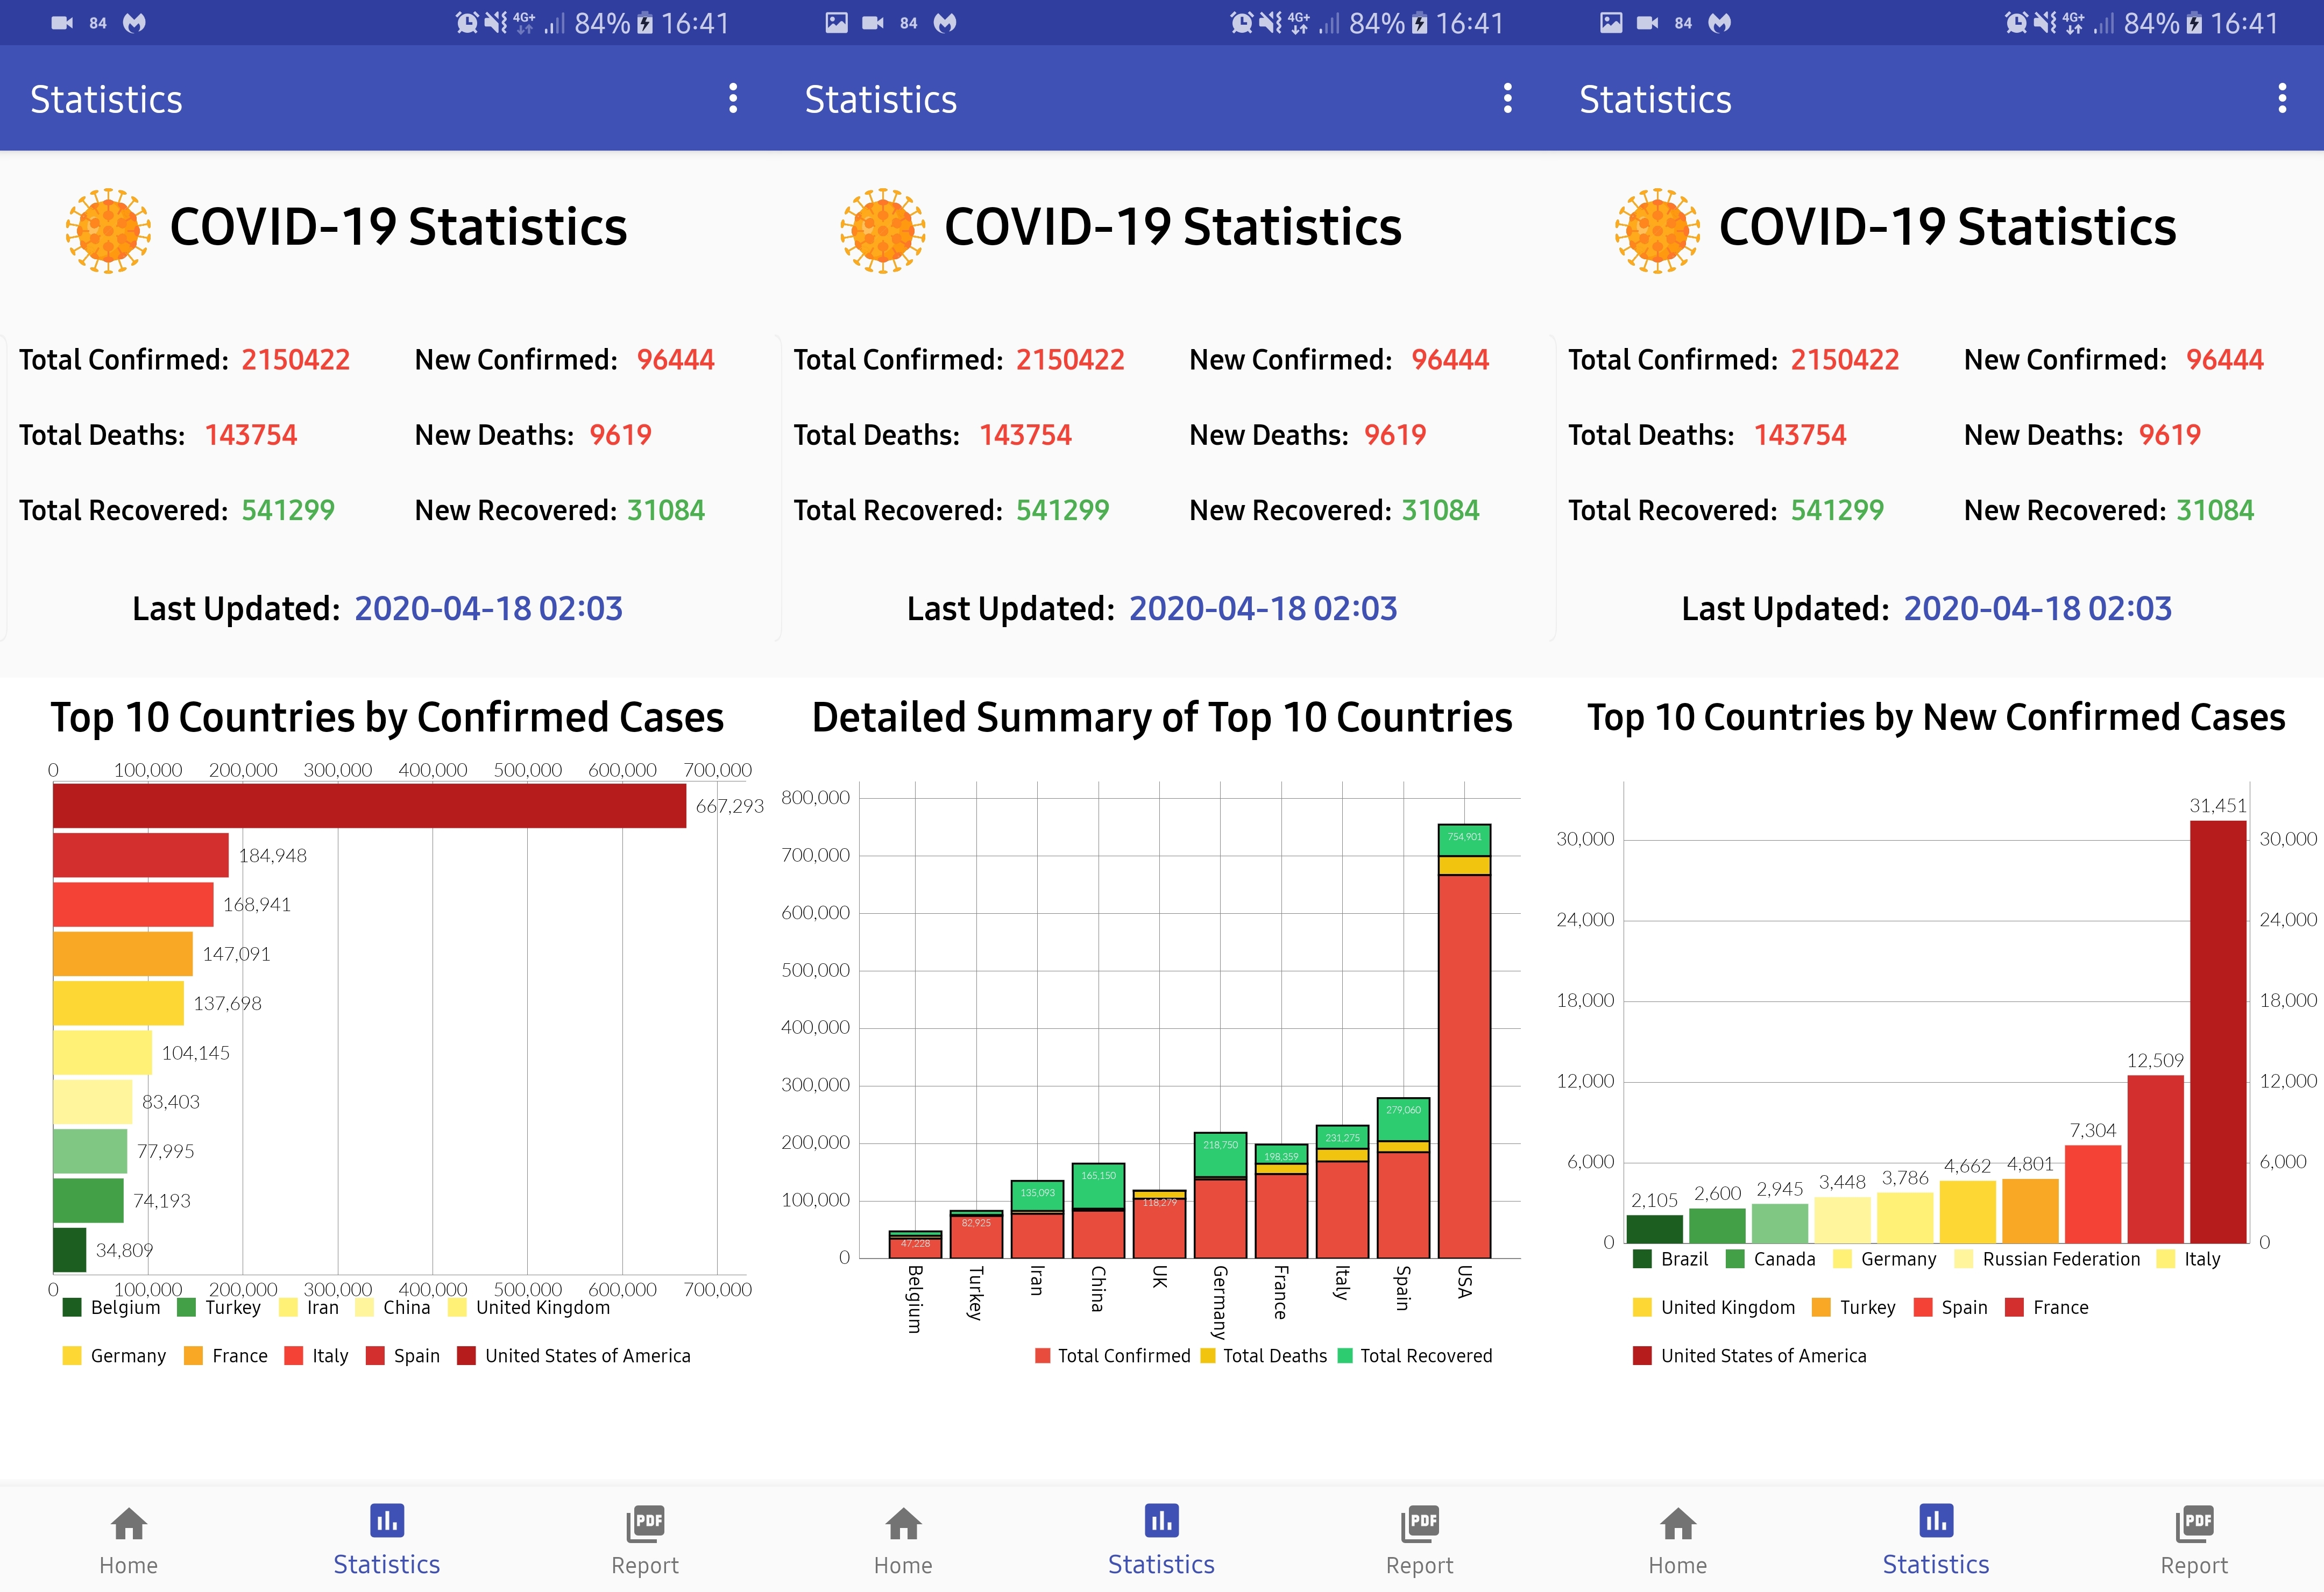 84 4G+ 84% 16:41
Statistics
COVID-19 Statistics
Total Confirmed: 2150422 New Confirmed: 96444
Total Deaths: 143754 New Deaths: 9619
Total Recovered: 541299 New Recovered: 31084
Last Updated: 2020-04-18 02:03
Top 10 Countries by Confirmed Cases
0 100,000 200,000 300,000 400,000 500,000 600,000 700,000
667,293
184,948
168,941
147,091
137,698
104,145
83,403
77,995
74,193
34,809
0 100,000 200,000 300,000 400,000 500,000 600,000 700,000
Belgium Turkey Iran China United Kingdom
Germany France Italy Spain United States of America
Home Statistics PDF Report
84 4G+ 84% 16:41
Statistics
COVID-19 Statistics
Total Confirmed: 2150422 New Confirmed: 96444
Total Deaths: 143754 New Deaths: 9619
Total Recovered: 541299 New Recovered: 31084
Last Updated: 2020-04-18 02:03
Detailed Summary of Top 10 Countries
800,000
700,000
600,000
500,000
400,000
300,000
200,000
100,000
0
47,228 82,925 135,093 165,150 118,279 218,750 198,359 231,275 279,060 754,901
Belgium Turkey Iran China UK Germany France Italy Spain USA
Total Confirmed Total Deaths Total Recovered
Home Statistics PDF Report
84 4G+ 84% 16:41
Statistics
COVID-19 Statistics
Total Confirmed: 2150422 New Confirmed: 96444
Total Deaths: 143754 New Deaths: 9619
Total Recovered: 541299 New Recovered: 31084
Last Updated: 2020-04-18 02:03
Top 10 Countries by New Confirmed Cases
30,000 30,000
24,000 24,000
18,000 18,000
12,000 12,000
6,000 6,000
0 0
2,105 2,600 2,945 3,448 3,786 4,662 4,801 7,304 12,509 31,451
Brazil Canada Germany Russian Federation Italy
United Kingdom Turkey Spain France
United States of America
Home Statistics PDF Report